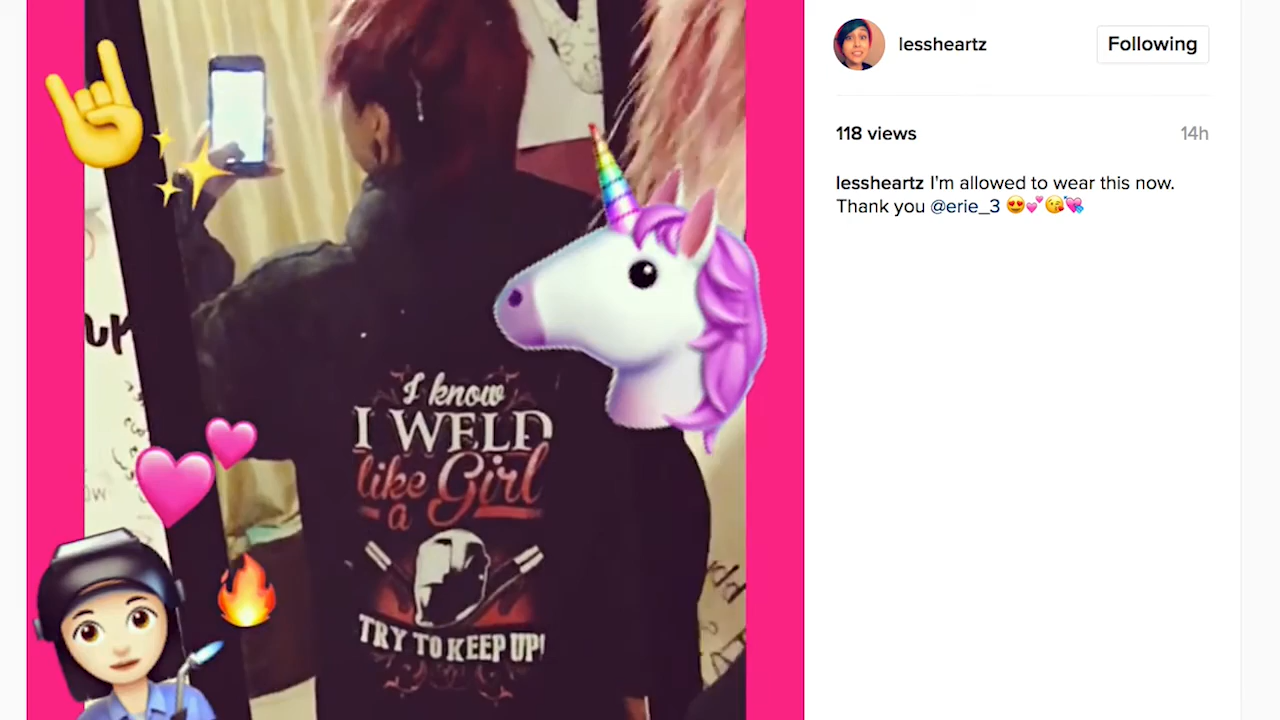 lessheartz
Following
118 views
14h
lessheartz I'm allowed to wear this now.
Thank you @erie_3 😍💕😘💘
I know
I WELD
like a Girl
TRY TO KEEP UP!